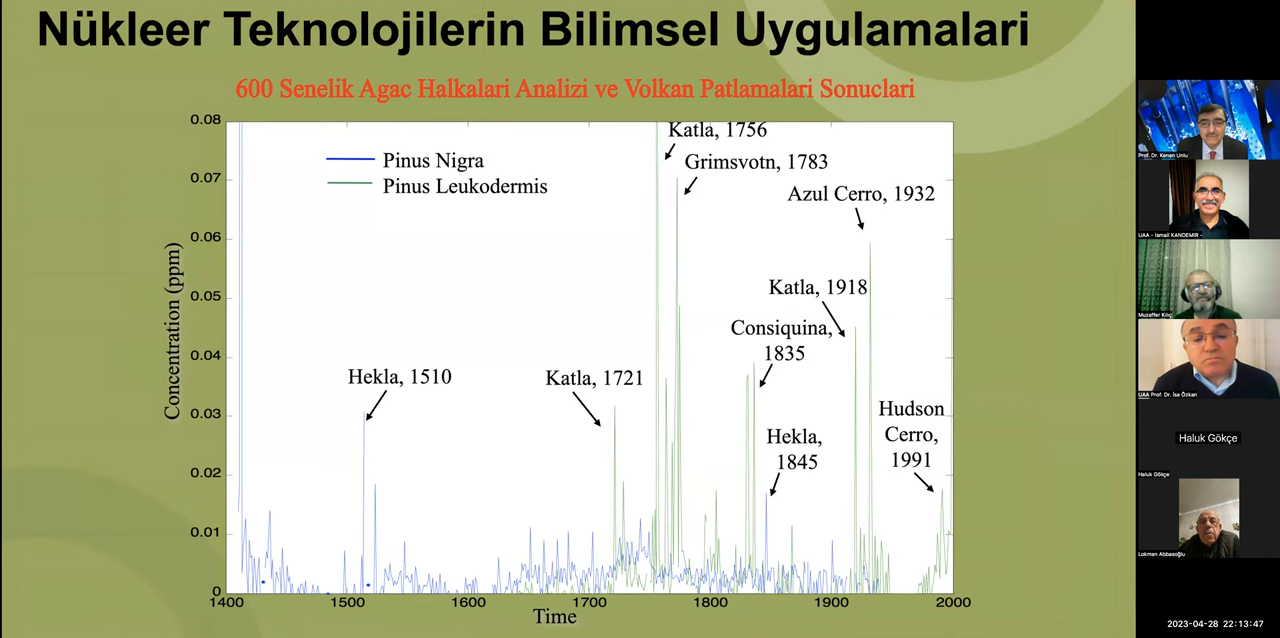 Nükleer Teknolojilerin Bilimsel Uygulamalari
600 Senelik Agac Halkalari Analizi ve Volkan Patlamalari Sonuclari
0.08
0.07
0.06
0.05
0.04
0.03
0.02
0.01
0
Concentration (ppm)
Pinus Nigra
Pinus Leukodermis
Katla, 1756
Grimsvotn, 1783
Azul Cerro, 1932
Katla, 1918
Consiquina,
1835
Hekla, 1510
Katla, 1721
Hudson
Cerro,
1991
Hekla,
1845
1400
1500
1600
1700
1800
1900
2000
Time
Prof. Dr. Kenan Unlu
UAA - Ismail KANDEMIR -
Muzaffer Kılıç
UAA Prof. Dr. İsa Özkan
Haluk Gökçe
Haluk Gökçe
Lokman Abbasoğlu
2023-04-28 22:13:47